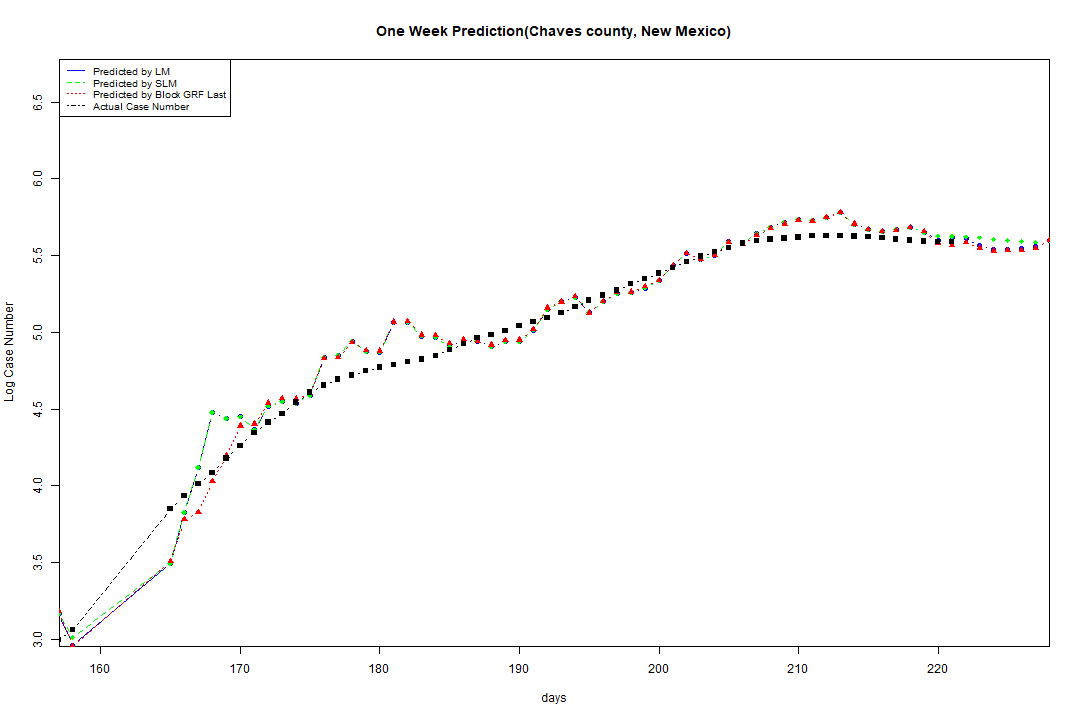 One Week Prediction(Chaves county, New Mexico)
Predicted by LM
Predicted by SLM
Predicted by Block GRF Last
Actual Case Number
6.5
6.0
5.5
5.0
4.5
4.0
3.5
3.0
Log Case Number
160 170 180 190 200 210 220
days